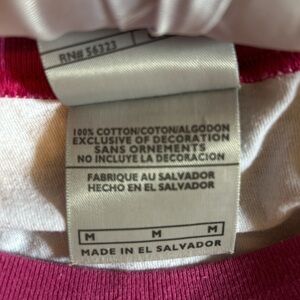 RN# 56323
100% COTTON/COTON/ALGODON
EXCLUSIVE OF DECORATION
SANS ORNEMENTS
NO INCLUYE LA DECORACION
FABRIQUE AU SALVADOR
HECHO EN EL SALVADOR
M M M
MADE IN EL SALVADOR